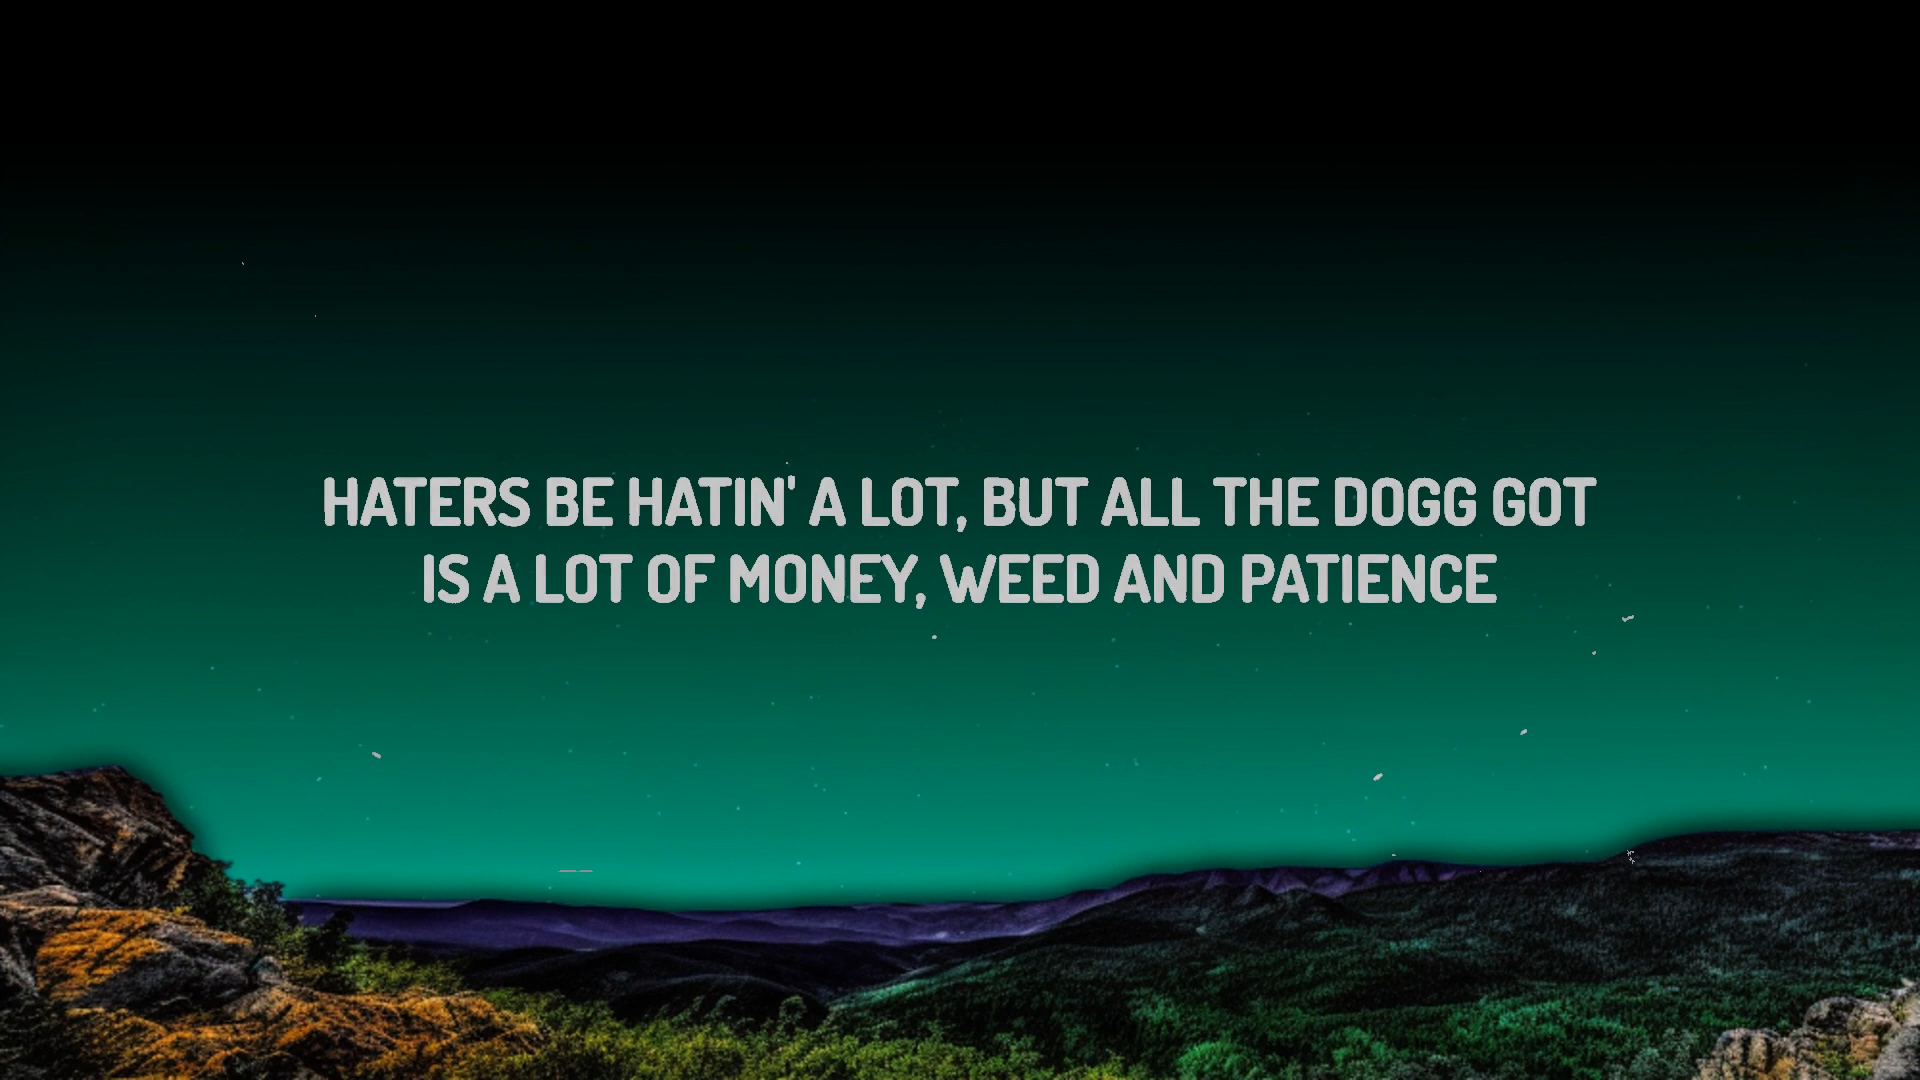 HATERS BE HATIN' A LOT, BUT ALL THE DOGG GOT
IS A LOT OF MONEY, WEED AND PATIENCE